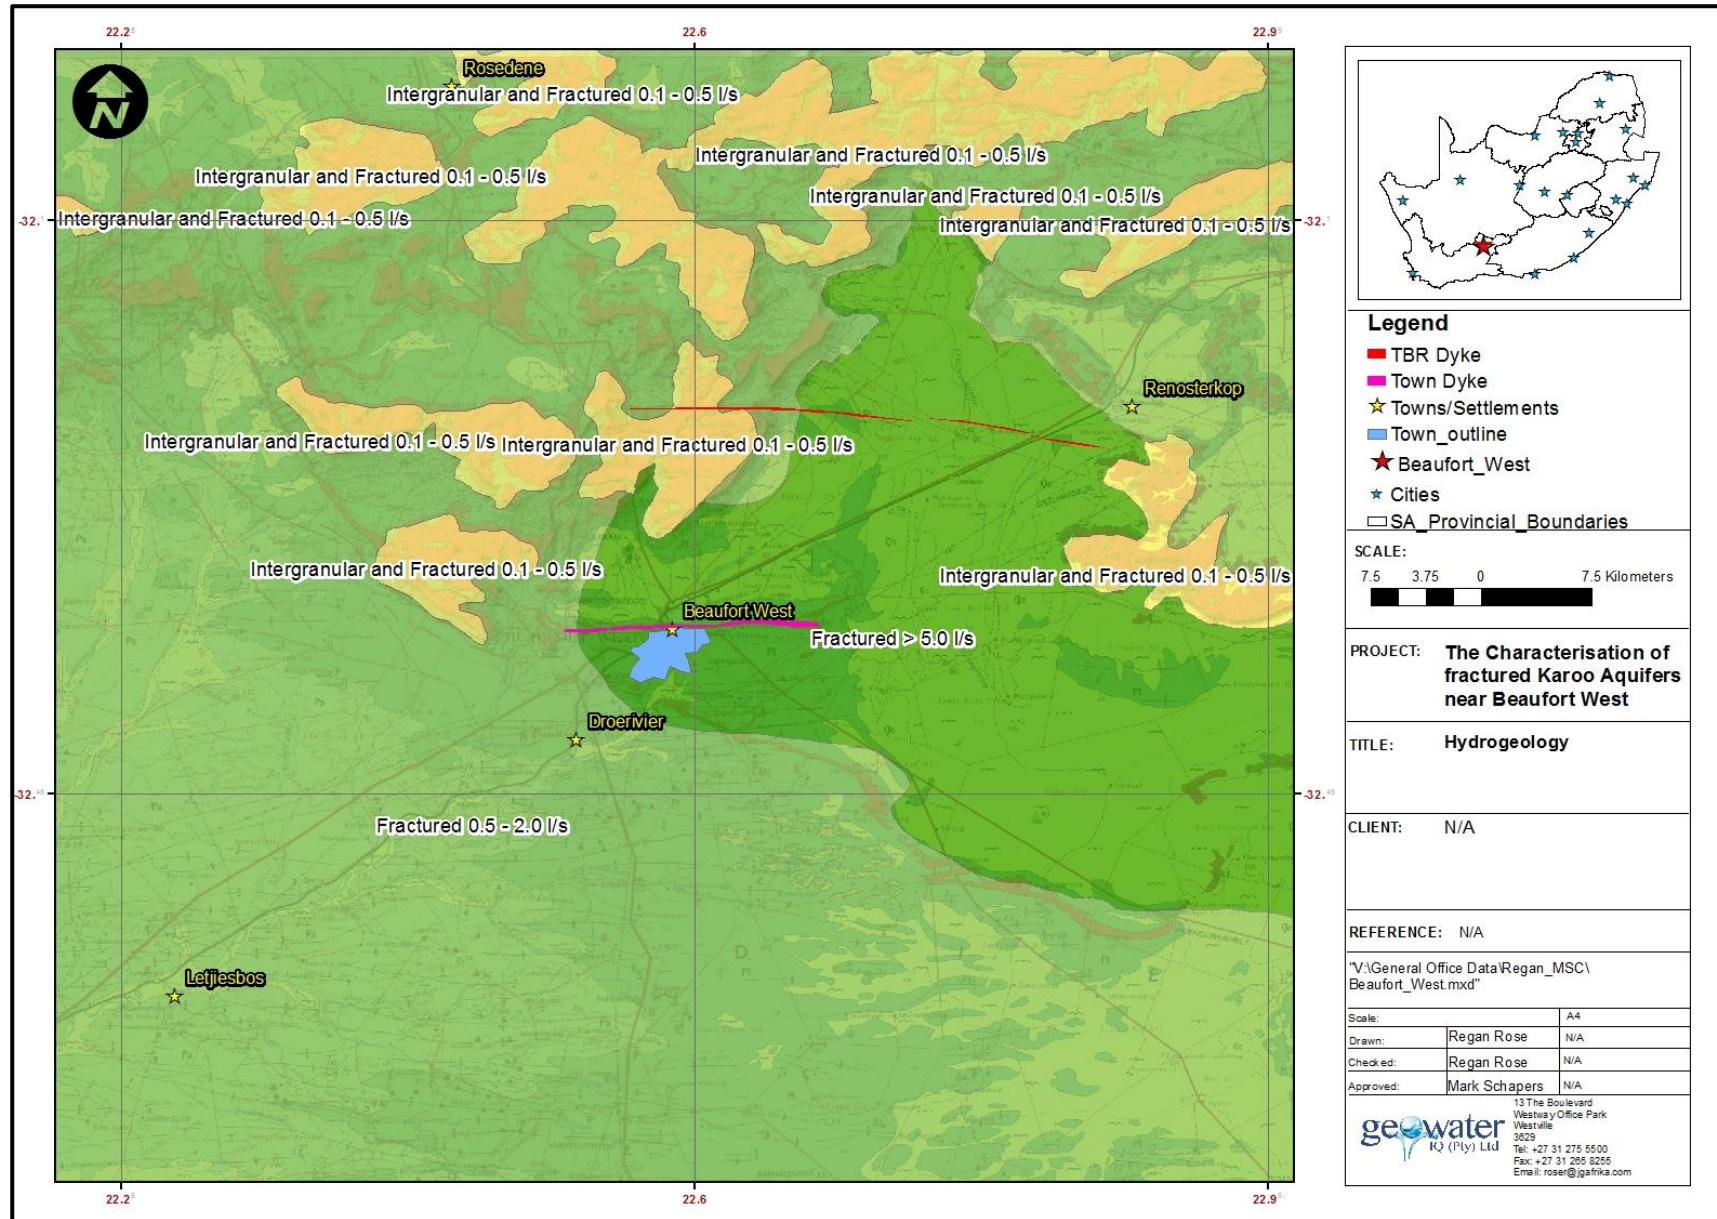 22.2⁵
22.6
22.9⁵
Rosedene
Intergranular and Fractured 0.1 - 0.5 l/s
Intergranular and Fractured 0.1 - 0.5 l/s
Intergranular and Fractured 0.1 - 0.5 l/s
Intergranular and Fractured 0.1 - 0.5 l/s
Intergranular and Fractured 0.1 - 0.5 l/s
Intergranular and Fractured 0.1 - 0.5 l/s
-32.¹
-32.¹
N
Renosterkop
Intergranular and Fractured 0.1 - 0.5 l/s
Intergranular and Fractured 0.1 - 0.5 l/s
Intergranular and Fractured 0.1 - 0.5 l/s
Intergranular and Fractured 0.1 - 0.5 l/s
Beaufort West
Fractured > 5.0 l/s
Droerivier
-32.⁴⁵
-32.⁴⁵
Fractured 0.5 - 2.0 l/s
Letjiesbos
22.2⁵
22.6
22.9⁵
Legend
TBR Dyke
Town Dyke
Towns/Settlements
Town_outline
Beaufort_West
Cities
SA_Provincial_Boundaries
SCALE:
7.5 3.75 0 7.5 Kilometers
PROJECT: The Characterisation of
fractured Karoo Aquifers
near Beaufort West
TITLE: Hydrogeology
CLIENT: N/A
REFERENCE: N/A
"V:\General Office Data\Regan_MSC\
Beaufort_West.mxd"
Scale: A4
Drawn: Regan Rose N/A
Checked: Regan Rose N/A
Approved: Mark Schapers N/A
geowater
IQ (Pty) Ltd
13 The Boulevard
Westway Office Park
Westville
3629
Tel: +27 31 275 5500
Fax: +27 31 265 8255
Email: roser@jgafrika.com